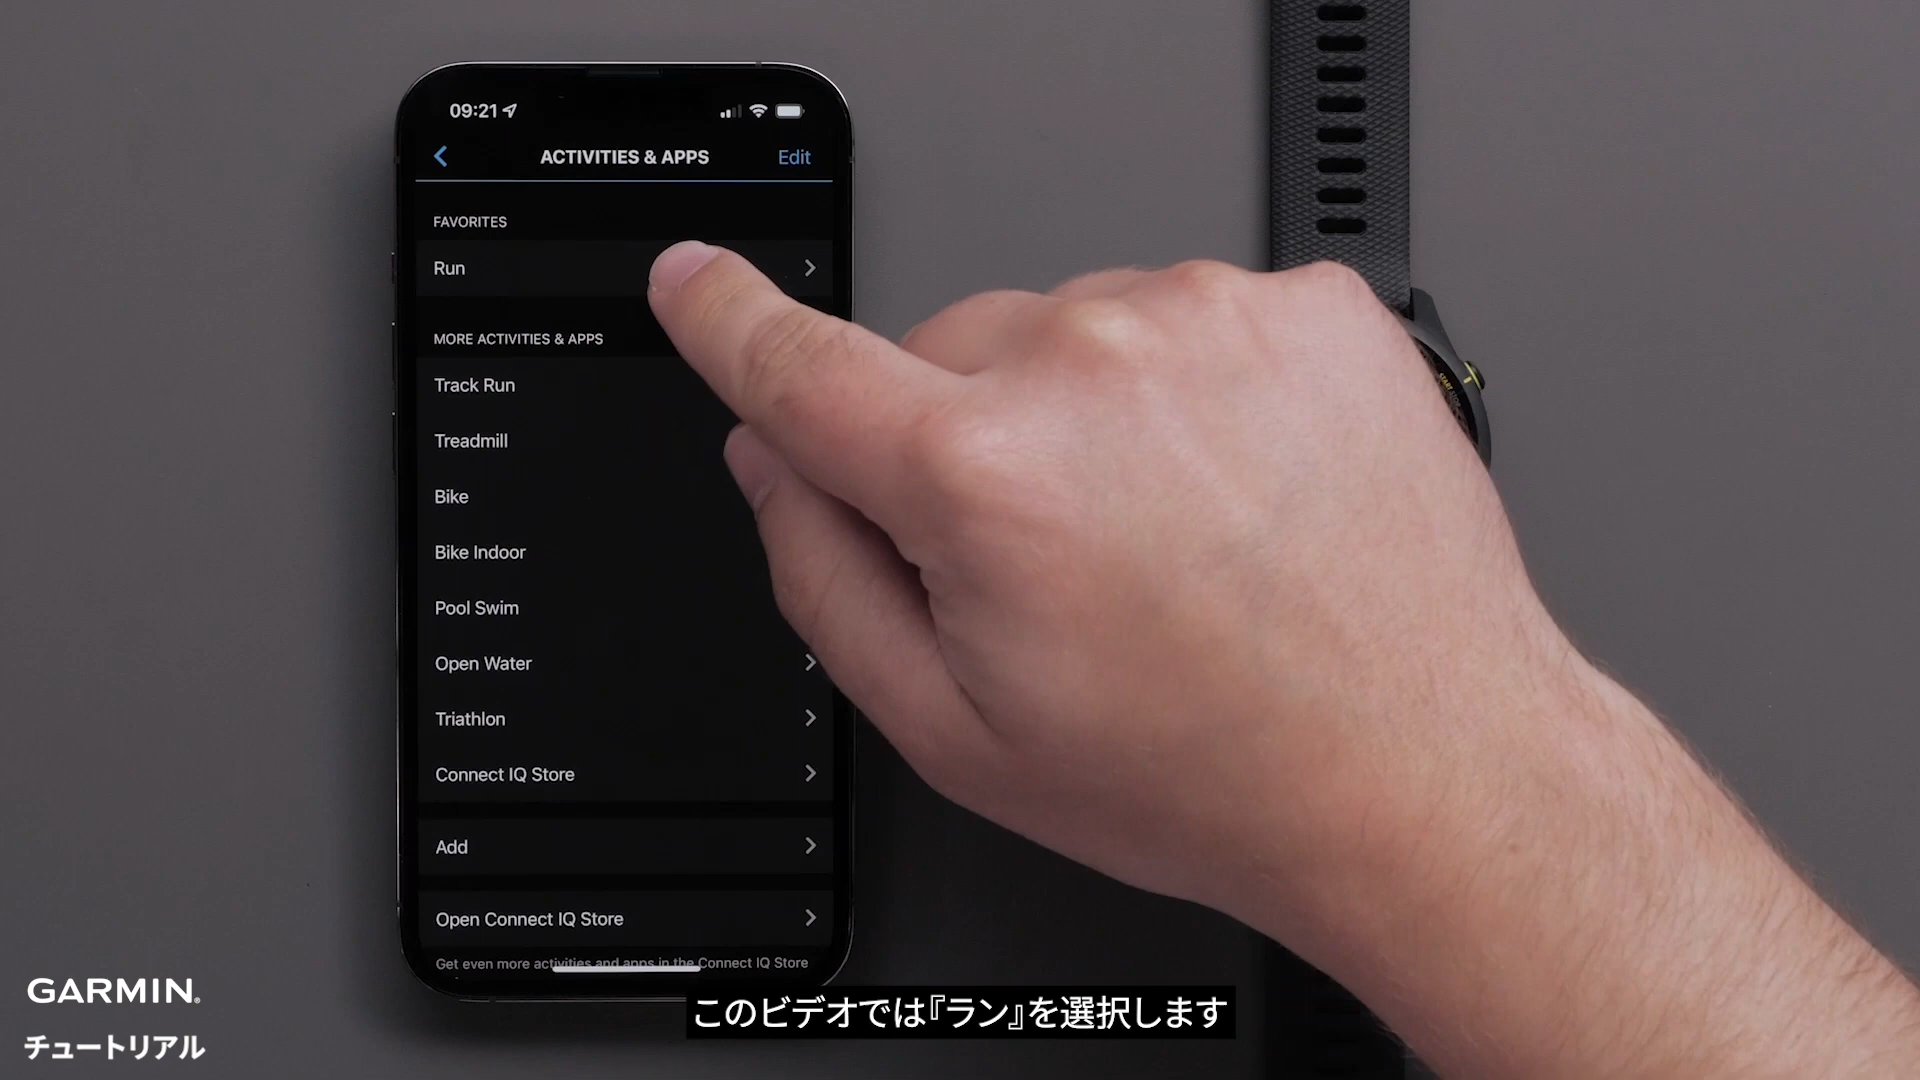 09:21
ACTIVITIES & APPS
Edit
FAVORITES
Run
MORE ACTIVITIES & APPS
Track Run
Treadmill
Bike
Bike Indoor
Pool Swim
Open Water
Triathlon
Connect IQ Store
Add
Open Connect IQ Store
Get even more activities and apps in the Connect IQ Store
START STOP
GARMIN
チュートリアル
このビデオでは『ラン』を選択します